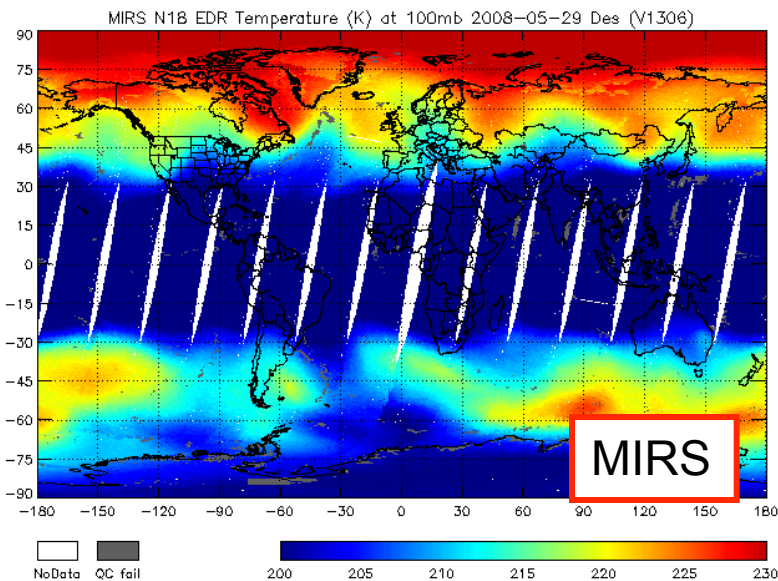 MIRS N18 EDR Temperature (K) at 100mb 2008-05-29 Des (V1306)
90
75
60
45
30
15
0
-15
-30
-45
-60
-75
-90
MIRS
-180 -150 -120 -90 -60 -30 0 30 60 90 120 150 180
NoData QC fail
200 205 210 215 220 225 230